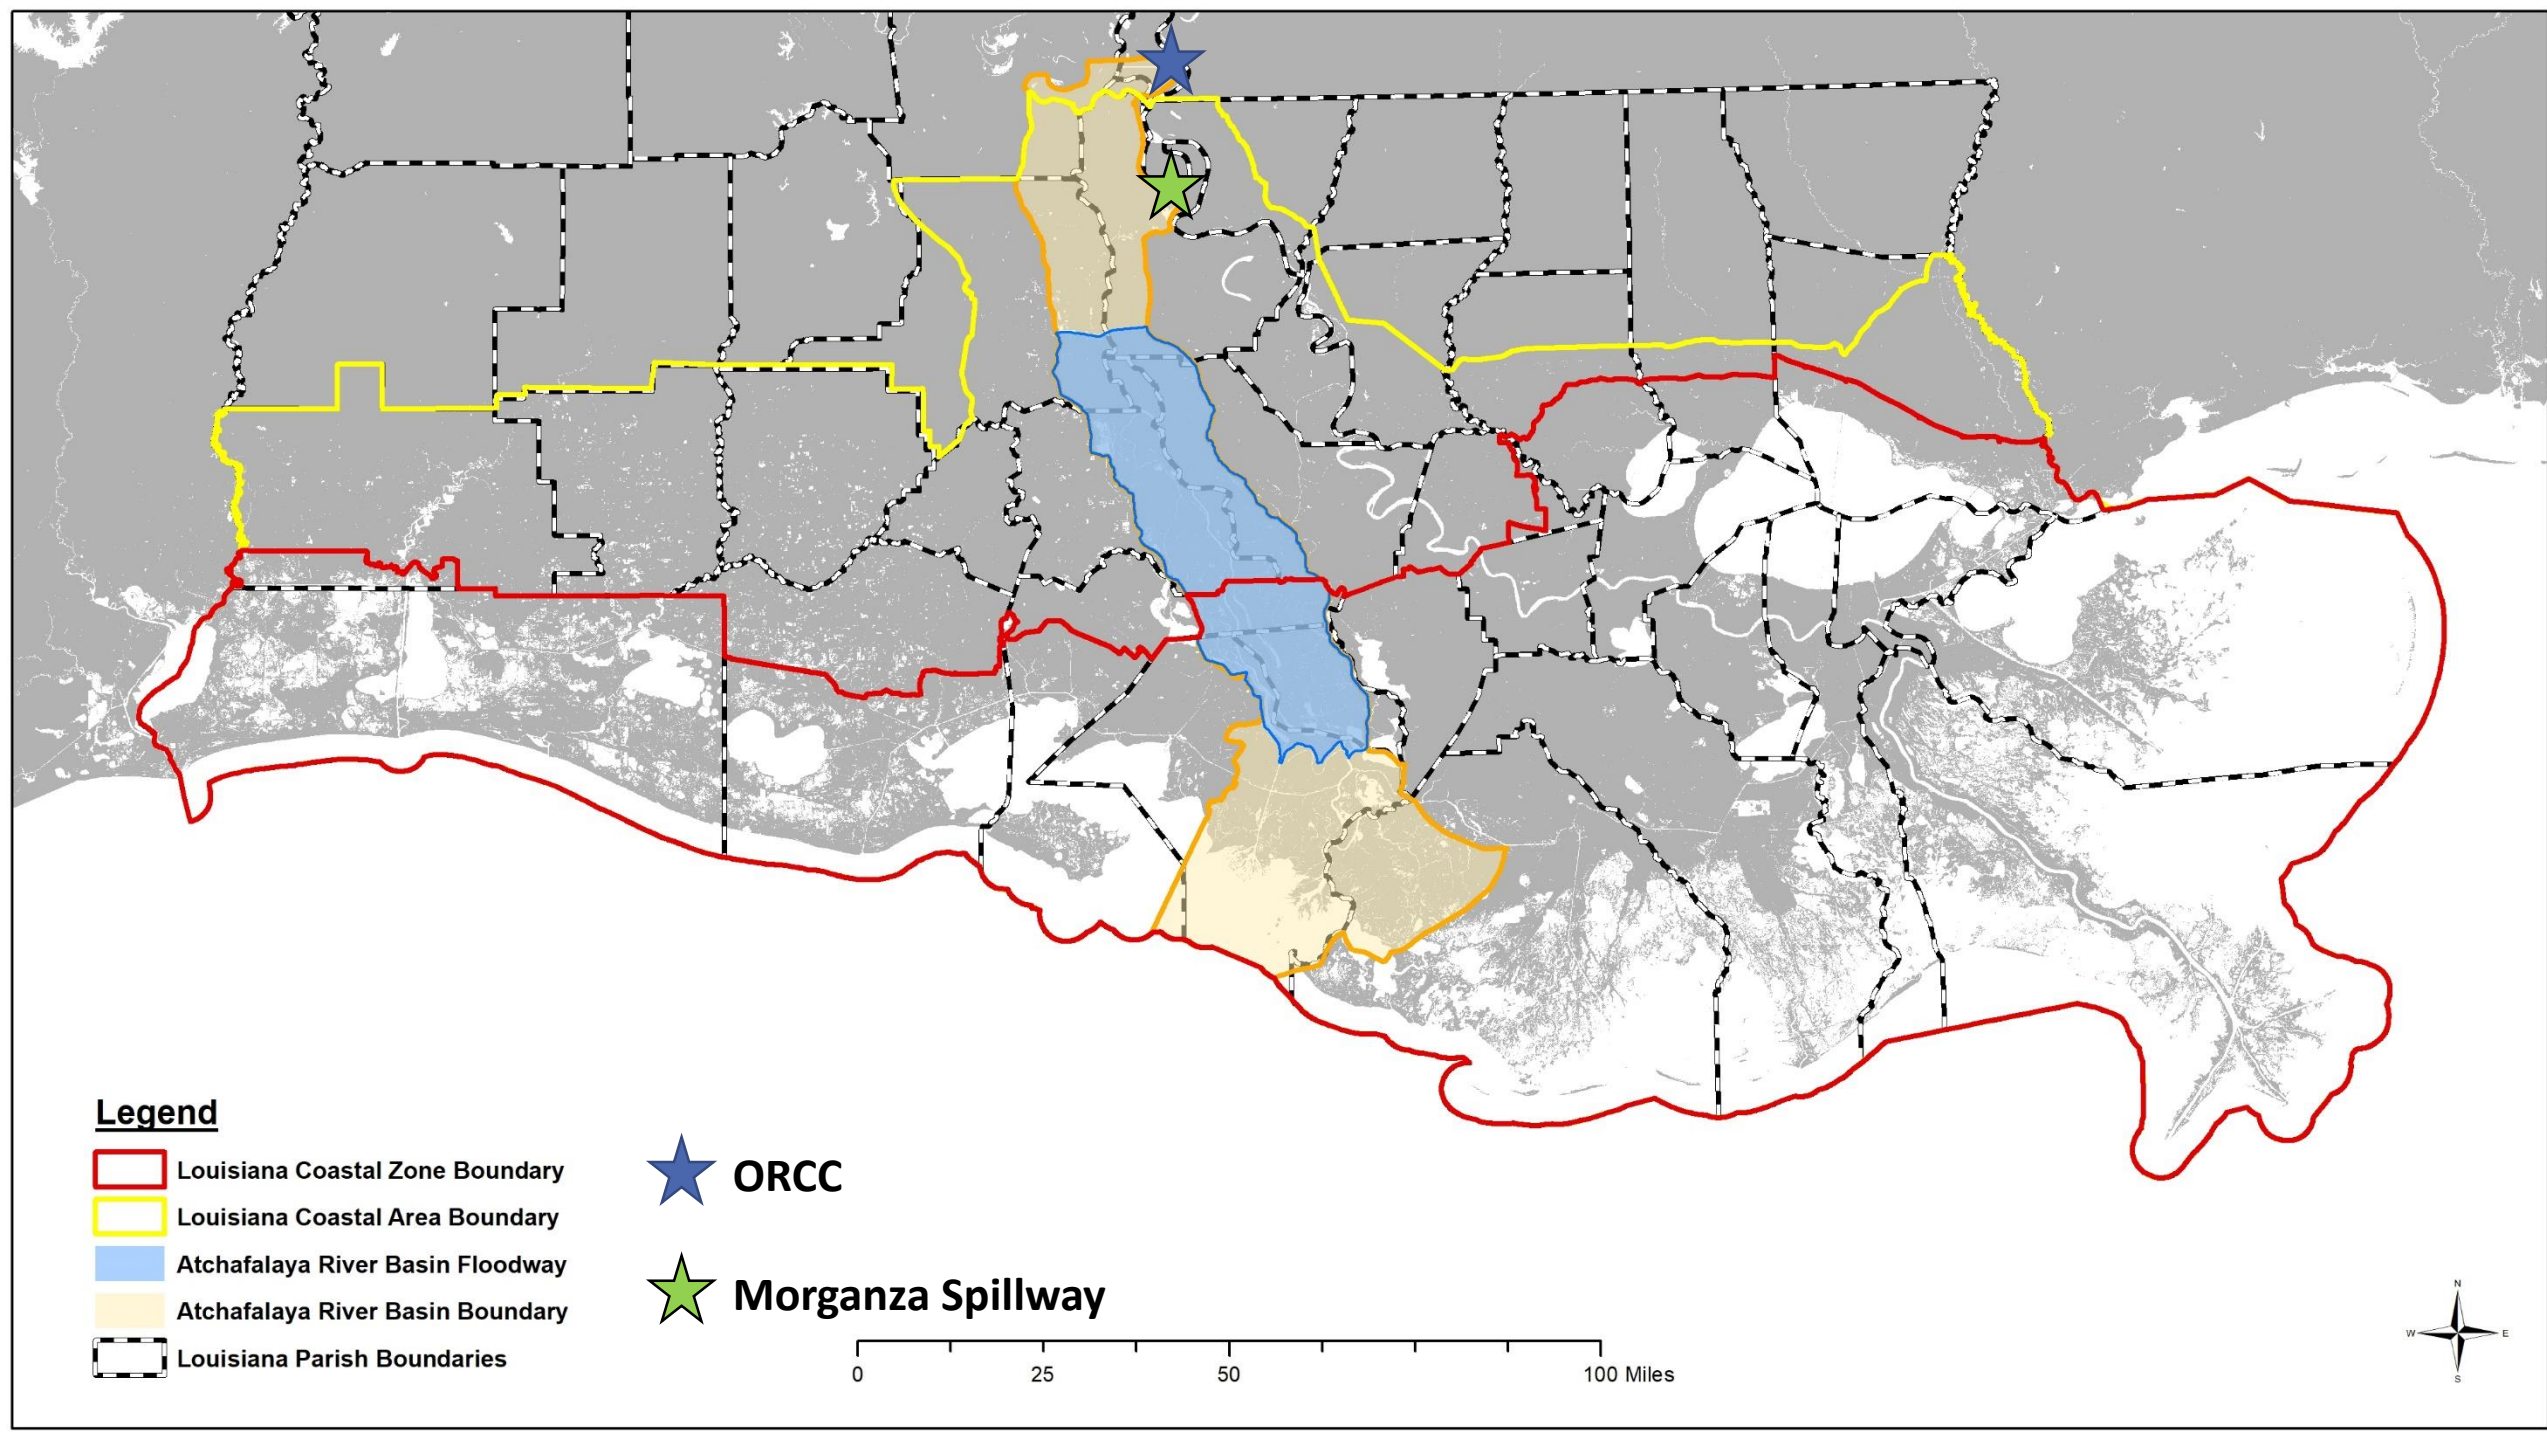 Legend
Louisiana Coastal Zone Boundary
Louisiana Coastal Area Boundary
Atchafalaya River Basin Floodway
Atchafalaya River Basin Boundary
Louisiana Parish Boundaries
ORCC
Morganza Spillway
0 25 50 100 Miles
N
W E
S